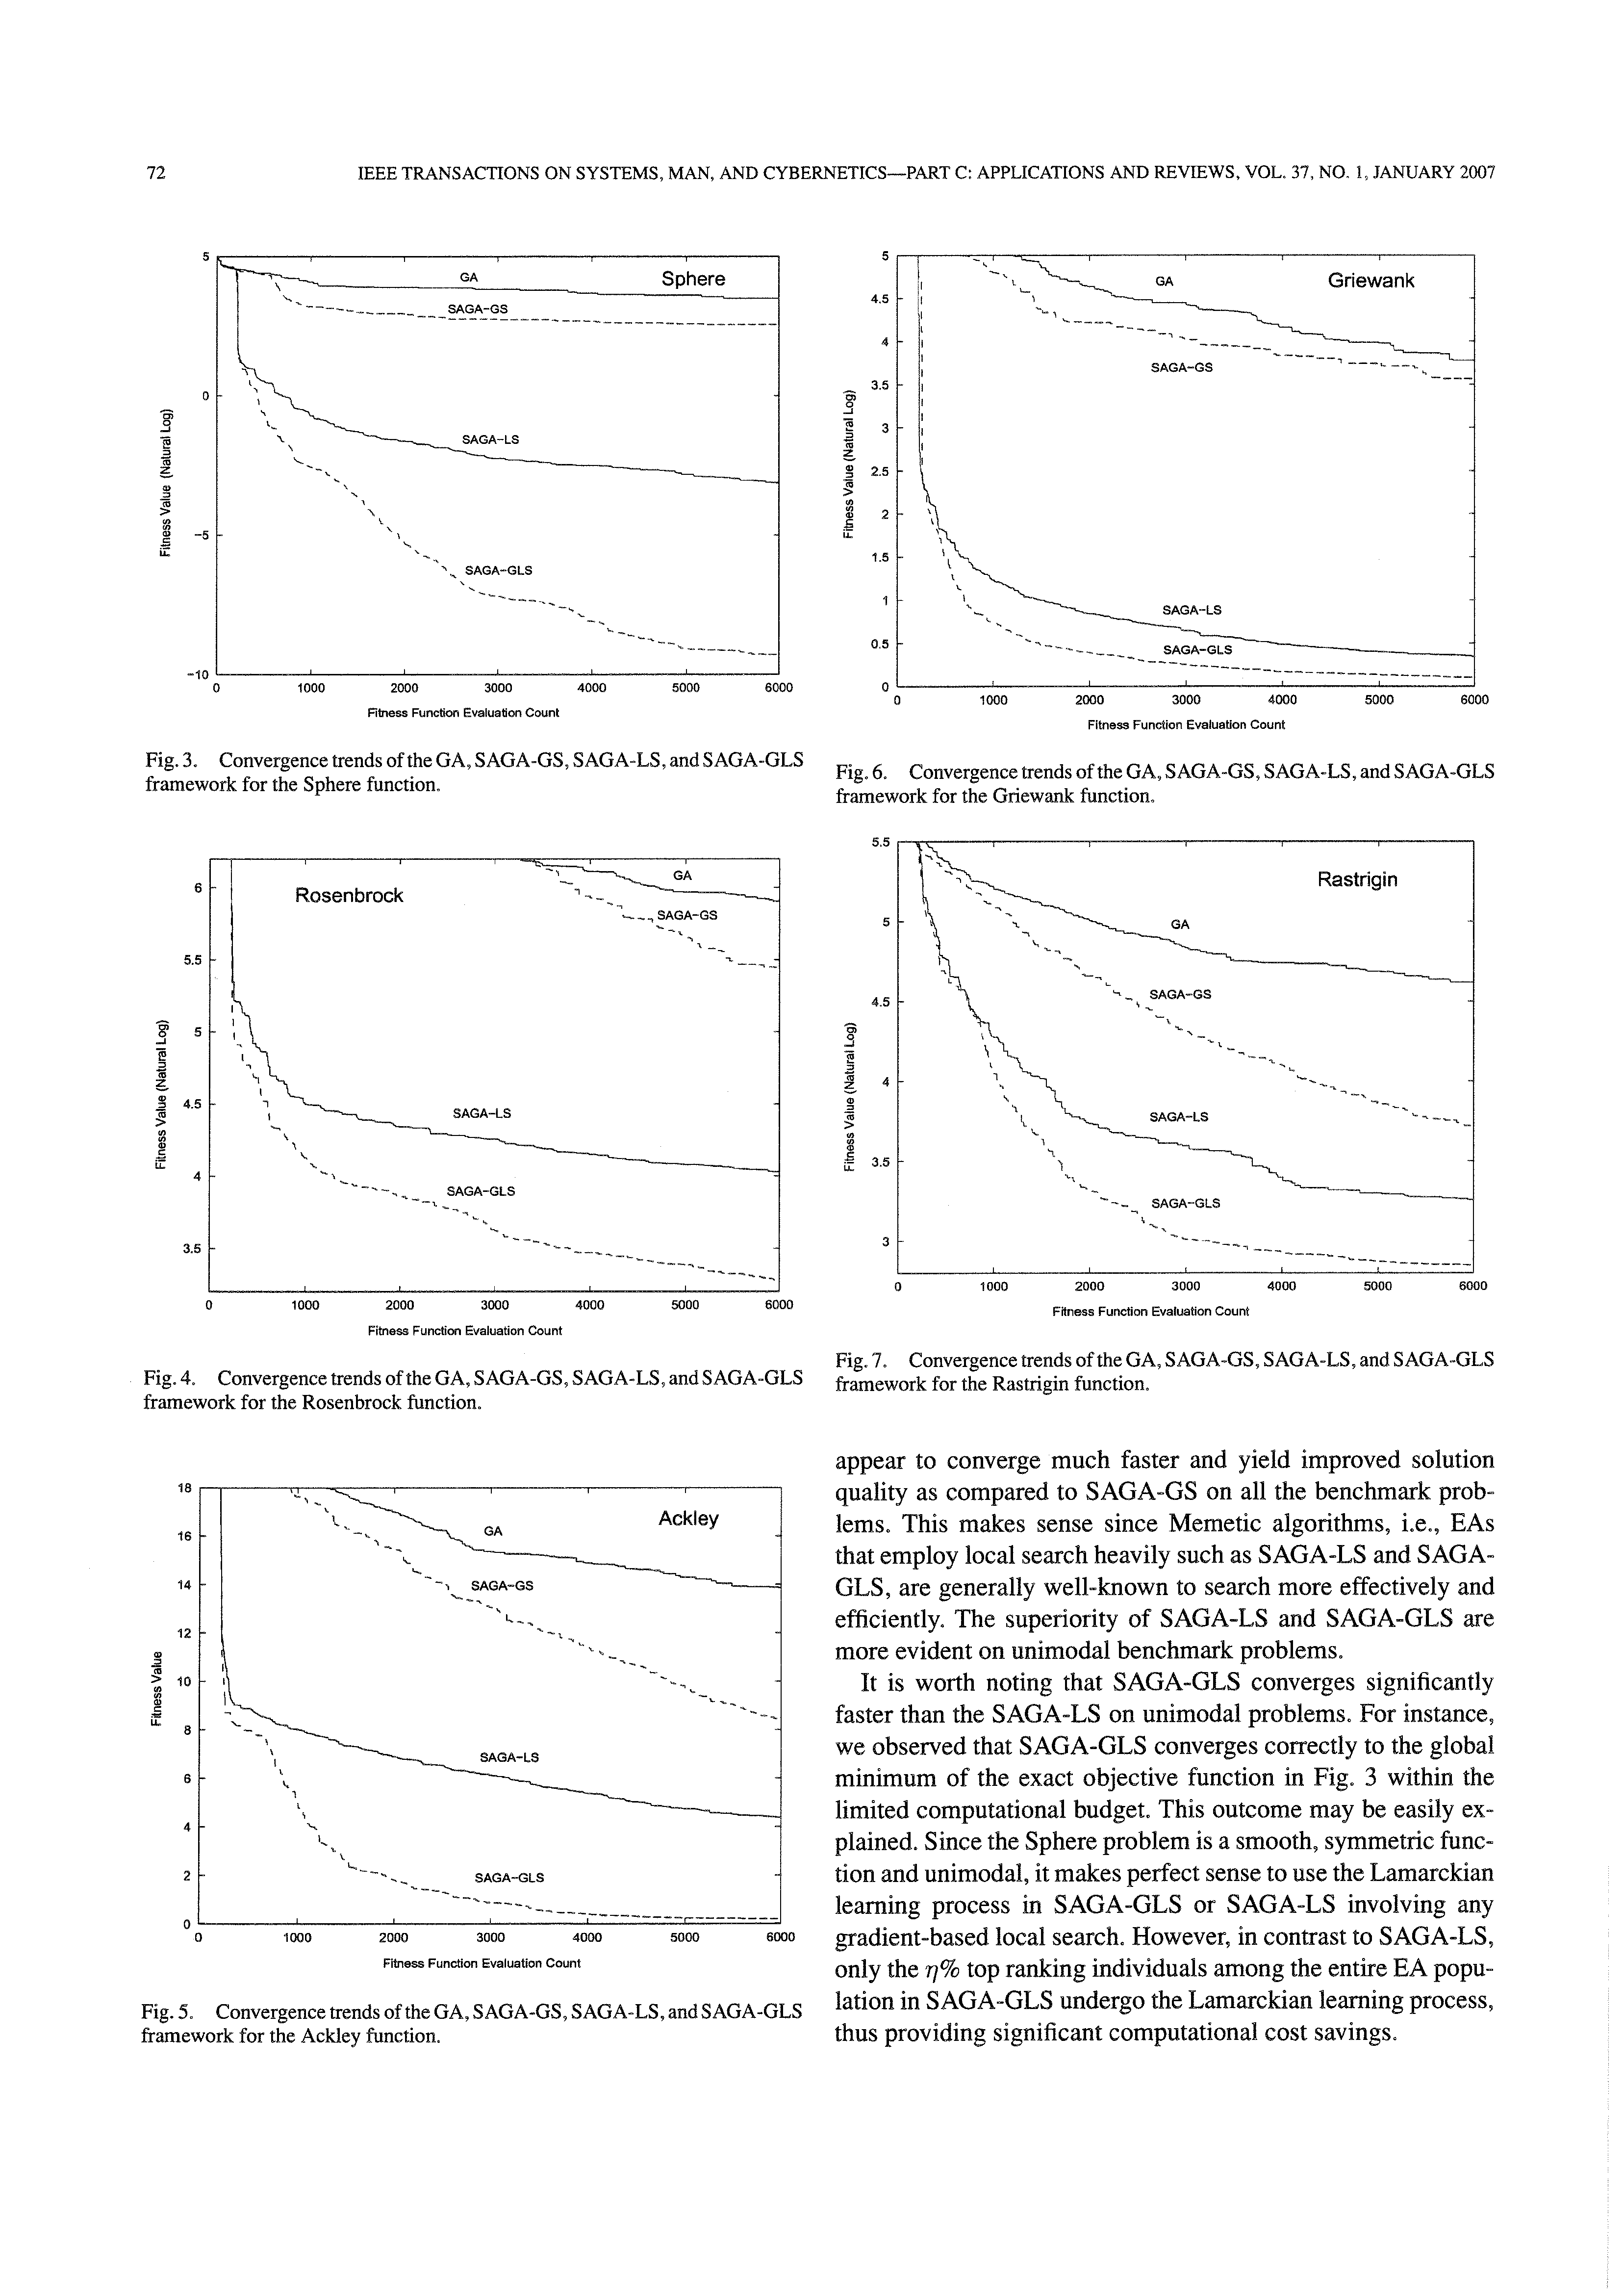 72
IEEE TRANSACTIONS ON SYSTEMS, MAN, AND CYBERNETICS—PART C: APPLICATIONS AND REVIEWS, VOL. 37, NO. 1, JANUARY 2007
5
0
-5
-10
Fitness Value (Natural Log)
GA
Sphere
SAGA-GS
SAGA-LS
SAGA-GLS
0 1000 2000 3000 4000 5000 6000
Fitness Function Evaluation Count
Fig. 3. Convergence trends of the GA, SAGA-GS, SAGA-LS, and SAGA-GLS
framework for the Sphere function.
6
5.5
5
4.5
4
3.5
Fitness Value (Natural Log)
Rosenbrock
GA
SAGA-GS
SAGA-LS
SAGA-GLS
0 1000 2000 3000 4000 5000 6000
Fitness Function Evaluation Count
Fig. 4. Convergence trends of the GA, SAGA-GS, SAGA-LS, and SAGA-GLS
framework for the Rosenbrock function.
18
16
14
12
10
8
6
4
2
0
Fitness Value
Ackley
GA
SAGA-GS
SAGA-LS
SAGA-GLS
0 1000 2000 3000 4000 5000 6000
Fitness Function Evaluation Count
Fig. 5. Convergence trends of the GA, SAGA-GS, SAGA-LS, and SAGA-GLS
framework for the Ackley function.
5
4.5
4
3.5
3
2.5
2
1.5
1
0.5
0
Fitness Value (Natural Log)
GA
Griewank
SAGA-GS
SAGA-LS
SAGA-GLS
0 1000 2000 3000 4000 5000 6000
Fitness Function Evaluation Count
Fig. 6. Convergence trends of the GA, SAGA-GS, SAGA-LS, and SAGA-GLS
framework for the Griewank function.
5.5
5
4.5
4
3.5
3
Fitness Value (Natural Log)
Rastrigin
GA
SAGA-GS
SAGA-LS
SAGA-GLS
0 1000 2000 3000 4000 5000 6000
Fitness Function Evaluation Count
Fig. 7. Convergence trends of the GA, SAGA-GS, SAGA-LS, and SAGA-GLS
framework for the Rastrigin function.
appear to converge much faster and yield improved solution
quality as compared to SAGA-GS on all the benchmark prob-
lems. This makes sense since Memetic algorithms, i.e., EAs
that employ local search heavily such as SAGA-LS and SAGA-
GLS, are generally well-known to search more effectively and
efficiently. The superiority of SAGA-LS and SAGA-GLS are
more evident on unimodal benchmark problems.
It is worth noting that SAGA-GLS converges significantly
faster than the SAGA-LS on unimodal problems. For instance,
we observed that SAGA-GLS converges correctly to the global
minimum of the exact objective function in Fig. 3 within the
limited computational budget. This outcome may be easily ex-
plained. Since the Sphere problem is a smooth, symmetric func-
tion and unimodal, it makes perfect sense to use the Lamarckian
learning process in SAGA-GLS or SAGA-LS involving any
gradient-based local search. However, in contrast to SAGA-LS,
only the η% top ranking individuals among the entire EA popu-
lation in SAGA-GLS undergo the Lamarckian learning process,
thus providing significant computational cost savings.